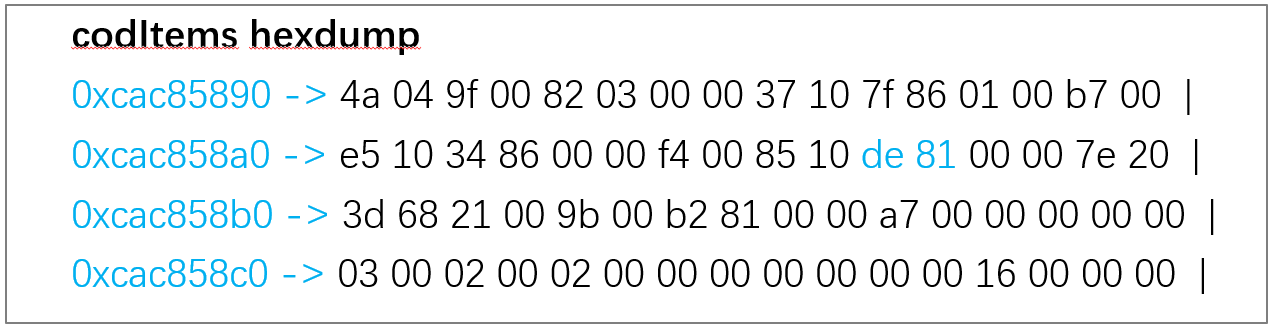 codItems hexdump
0xcac85890 -> 4a 04 9f 00 82 03 00 00 37 10 7f 86 01 00 b7 00 |
0xcac858a0 -> e5 10 34 86 00 00 f4 00 85 10 de 81 00 00 7e 20 |
0xcac858b0 -> 3d 68 21 00 9b 00 b2 81 00 00 a7 00 00 00 00 00 |
0xcac858c0 -> 03 00 02 00 02 00 00 00 00 00 00 00 16 00 00 00 |